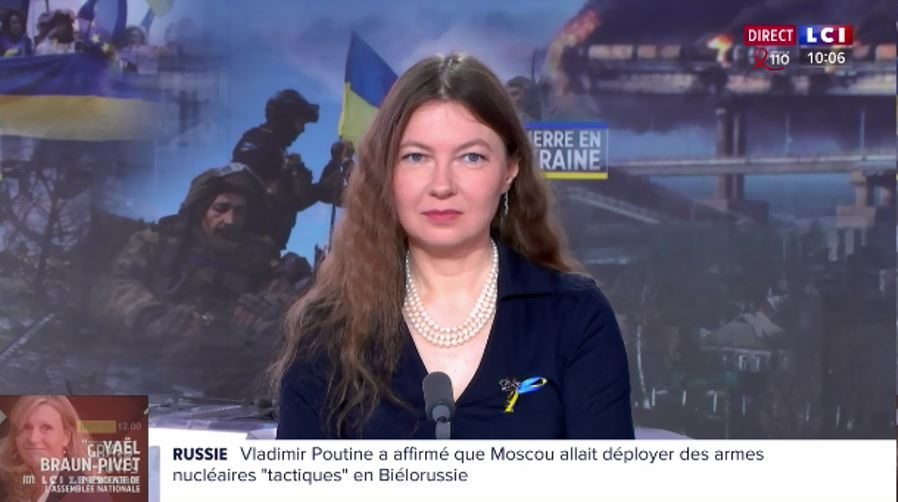 DIRECT LCI
R 110 10:06
ERRE EN
RAINE
12.00
YAËL
BRAUN-PIVET
L'ASSEMBLÉE NATIONALE
RUSSIE Vladimir Poutine a affirmé que Moscou allait déployer des armes
nucléaires "tactiques" en Biélorussie